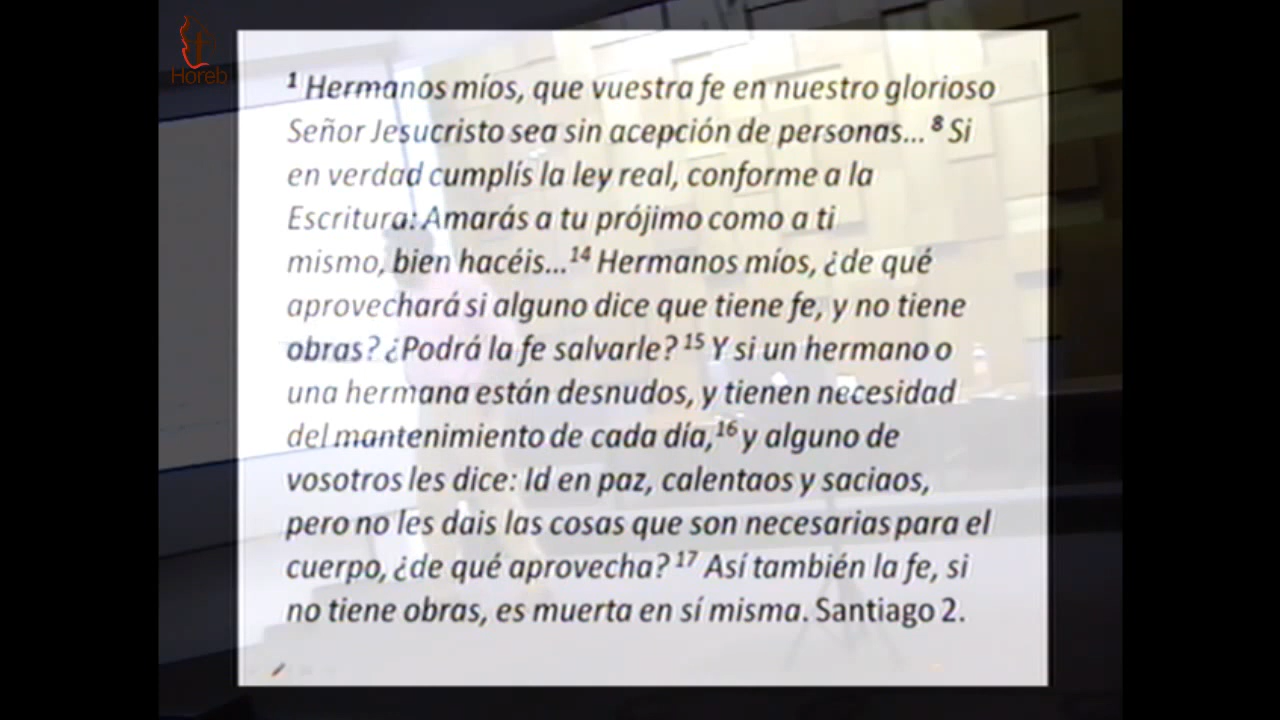 Horeb
¹ Hermanos míos, que vuestra fe en nuestro glorioso
Señor Jesucristo sea sin acepción de personas... ⁸ Si
en verdad cumplís la ley real, conforme a la
Escritura: Amarás a tu prójimo como a ti
mismo, bien hacéis...¹⁴ Hermanos míos, ¿de qué
aprovechará si alguno dice que tiene fe, y no tiene
obras? ¿Podrá la fe salvarle? ¹⁵ Y si un hermano o
una hermana están desnudos, y tienen necesidad
del mantenimiento de cada día,¹⁶ y alguno de
vosotros les dice: Id en paz, calentaos y saciaos,
pero no les dais las cosas que son necesarias para el
cuerpo, ¿de qué aprovecha? ¹⁷ Así también la fe, si
no tiene obras, es muerta en sí misma. Santiago 2.